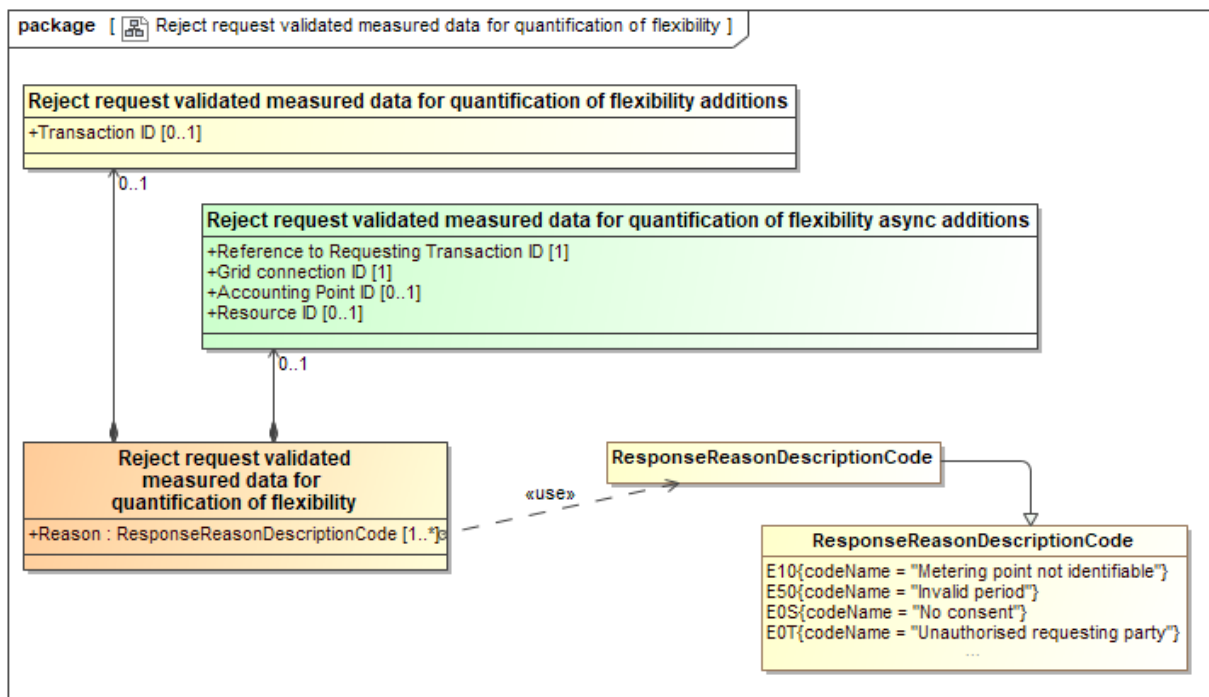 package [ Reject request validated measured data for quantification of flexibility ]
Reject request validated measured data for quantification of flexibility additions
+Transaction ID [0..1]
0..1
Reject request validated measured data for quantification of flexibility async additions
+Reference to Requesting Transaction ID [1]
+Grid connection ID [1]
+Accounting Point ID [0..1]
+Resource ID [0..1]
0..1
Reject request validated
measured data for
quantification of flexibility
+Reason : ResponseReasonDescriptionCode [1..*]
«use»
ResponseReasonDescriptionCode
ResponseReasonDescriptionCode
E10{codeName = "Metering point not identifiable"}
E50{codeName = "Invalid period"}
E0S{codeName = "No consent"}
E0T{codeName = "Unauthorised requesting party"}
...